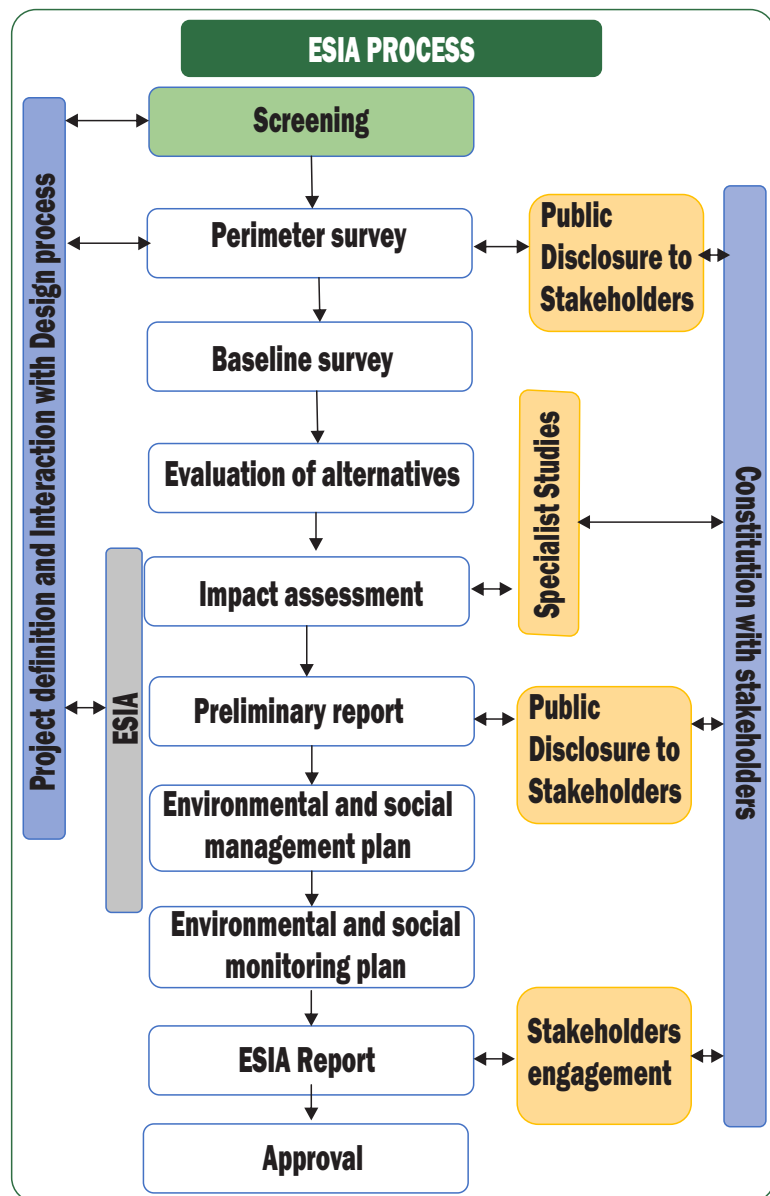 ESIA PROCESS
Screening
Project definition and Interaction with Design process
Perimeter survey
Public
Disclosure to
Stakeholders
Baseline survey
Evaluation of alternatives
Specialist Studies
Constitution with stakeholders
Impact assessment
ESIA
Preliminary report
Public
Disclosure to
Stakeholders
Environmental and social
management plan
Environmental and social
monitoring plan
ESIA Report
Stakeholders
engagement
Approval